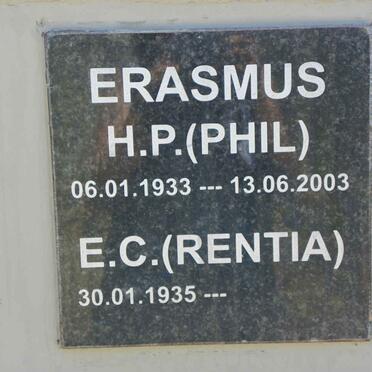 ERASMUS
H.P.(PHIL)
06.01.1933 --- 13.06.2003
E.C.(RENTIA)
30.01.1935 ---